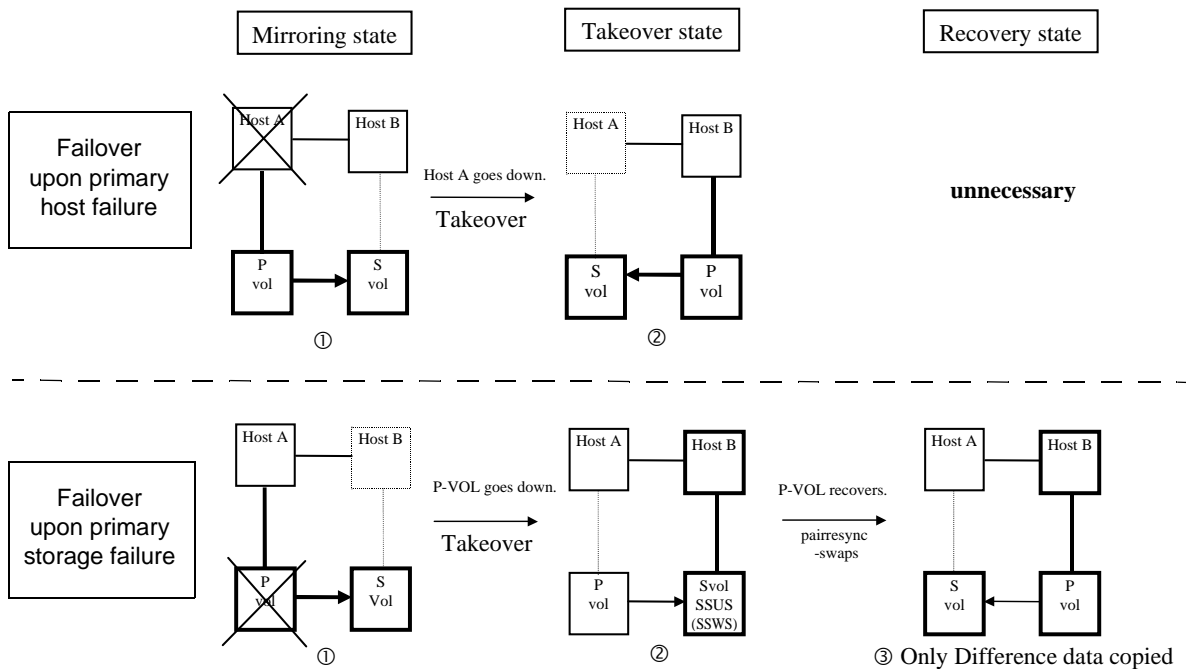 Mirroring state
Takeover state
Recovery state
Failover
upon primary
host failure
Host A
Host B
P
vol
S
vol
①
Host A goes down.
Takeover
Host A
Host B
S
vol
P
vol
②
unnecessary
Failover
upon primary
storage failure
Host A
Host B
P
vol
S
Vol
①
P-VOL goes down.
Takeover
Host A
Host B
P
vol
Svol
SSUS
(SSWS)
②
P-VOL recovers.
pairresync
-swaps
Host A
Host B
S
vol
P
vol
③ Only Difference data copied